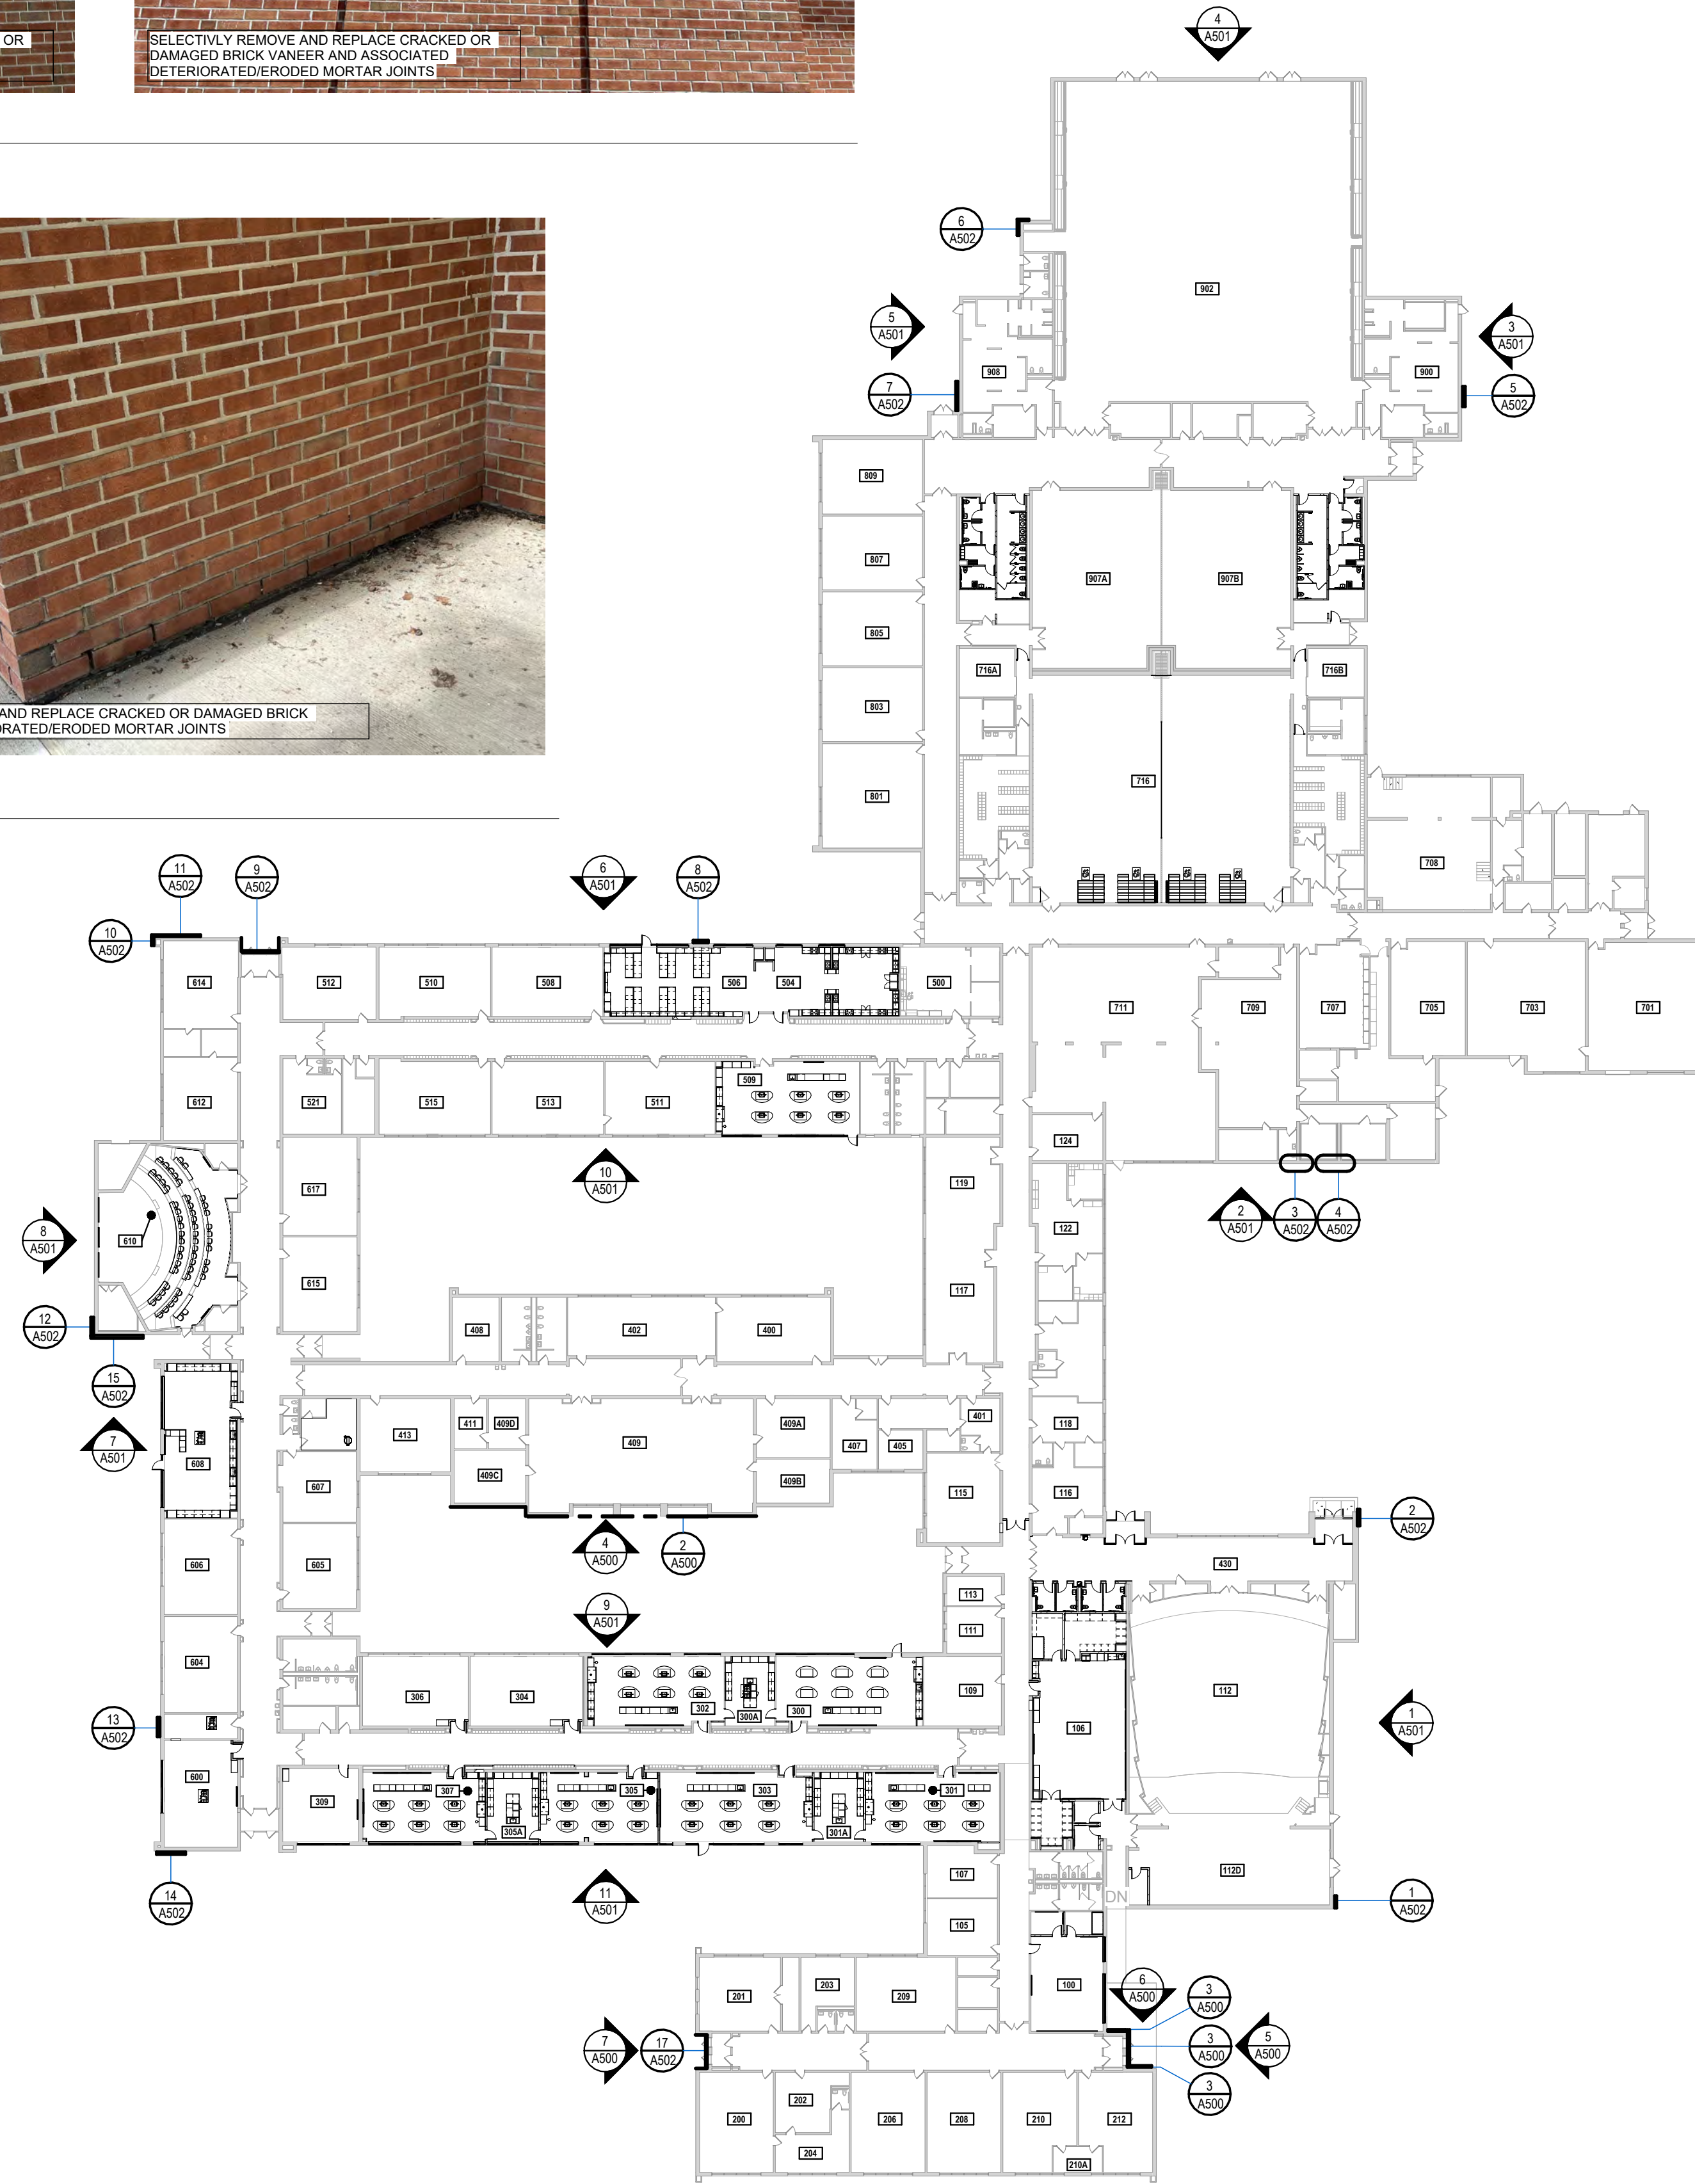 OR
SELECTIVLY REMOVE AND REPLACE CRACKED OR
DAMAGED BRICK VANEER AND ASSOCIATED
DETERIORATED/ERODED MORTAR JOINTS
4
A501
6
A502
902
5
A501
3
A501
908
900
7
A502
5
A502
809
807
907A
907B
805
716A
716B
803
AND REPLACE CRACKED OR DAMAGED BRICK
ORATED/ERODED MORTAR JOINTS
716
801
708
11
A502
9
A502
6
A501
8
A502
10
A502
614
512
510
508
506
504
500
711
709
707
705
703
701
509
612
521
515
513
511
124
10
A501
617
119
3
A502
4
A502
2
A501
122
8
A501
610
615
117
12
A502
408
402
400
15
A502
411
409D
409A
401
118
413
409
407
405
7
A501
608
409C
409B
607
115
116
2
A502
4
A500
2
A500
606
605
430
113
9
A501
111
604
306
304
302
300A
300
109
112
13
A502
106
1
A501
600
307
305
303
301
309
305A
301A
107
112D
14
A502
11
A501
DN
1
A502
105
100
203
6
A500
3
A500
201
209
7
A500
17
A502
3
A500
5
A500
3
A500
202
200
206
208
210
212
204
210A